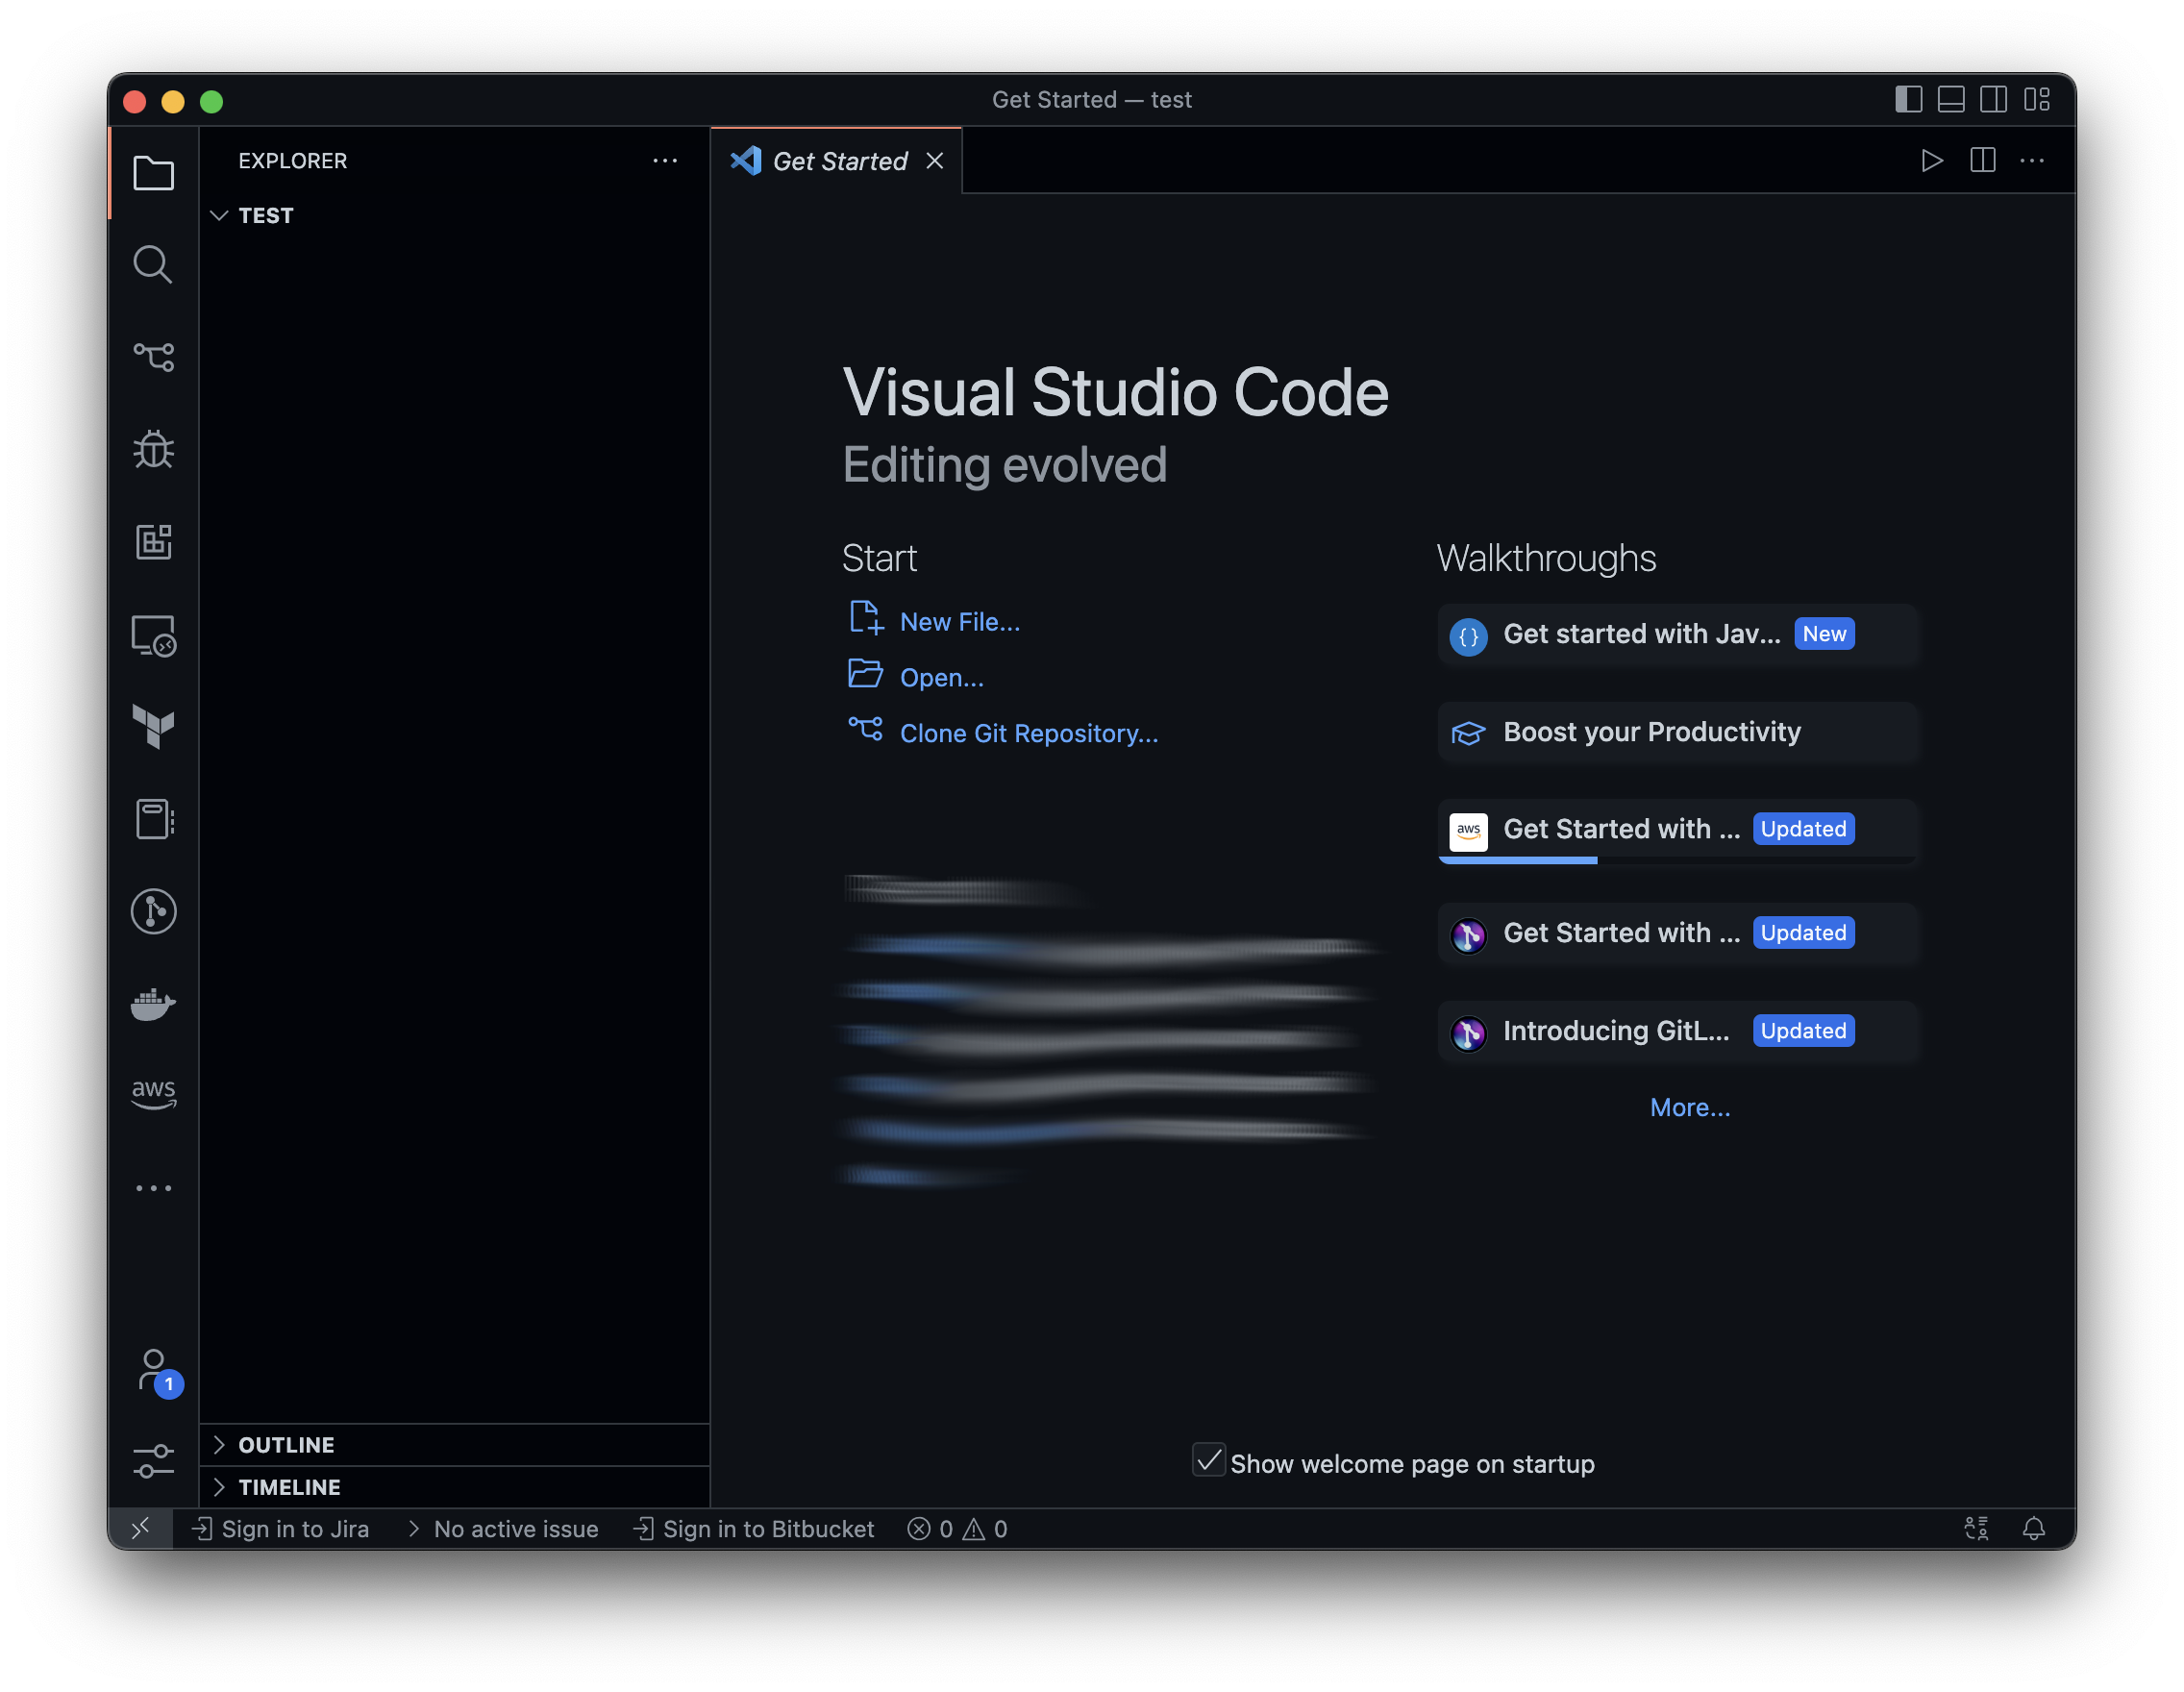 Get Started — test
EXPLORER
TEST
Get Started
Visual Studio Code
Editing evolved
Start
New File...
Open...
Clone Git Repository...
Walkthroughs
{} Get started with Jav... New
Boost your Productivity
aws Get Started with ... Updated
Get Started with ... Updated
Introducing GitL... Updated
More...
aws
1
OUTLINE
TIMELINE
Show welcome page on startup
Sign in to Jira
No active issue
Sign in to Bitbucket
0
0